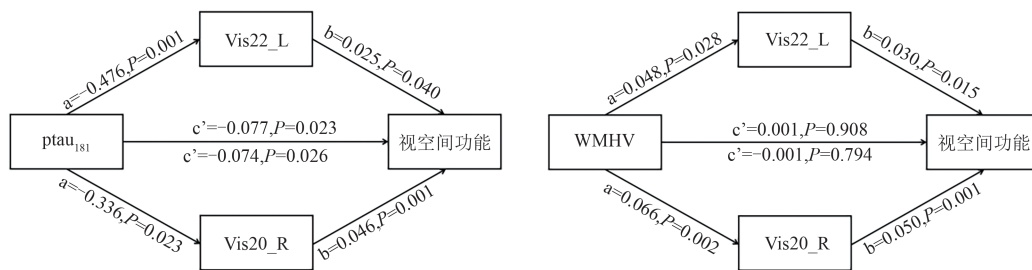 Vis22_L
a=−0.476,P=0.001
b=0.025,P=0.040
ptau181
c’=−0.077,P=0.023
c’=−0.074,P=0.026
视空间功能
a=−0.336,P=0.023
b=0.046,P=0.001
Vis20_R
Vis22_L
a=0.048,P=0.028
b=0.030,P=0.015
WMHV
c’=0.001,P=0.908
c’=−0.001,P=0.794
视空间功能
a=0.066,P=0.002
b=0.050,P=0.001
Vis20_R